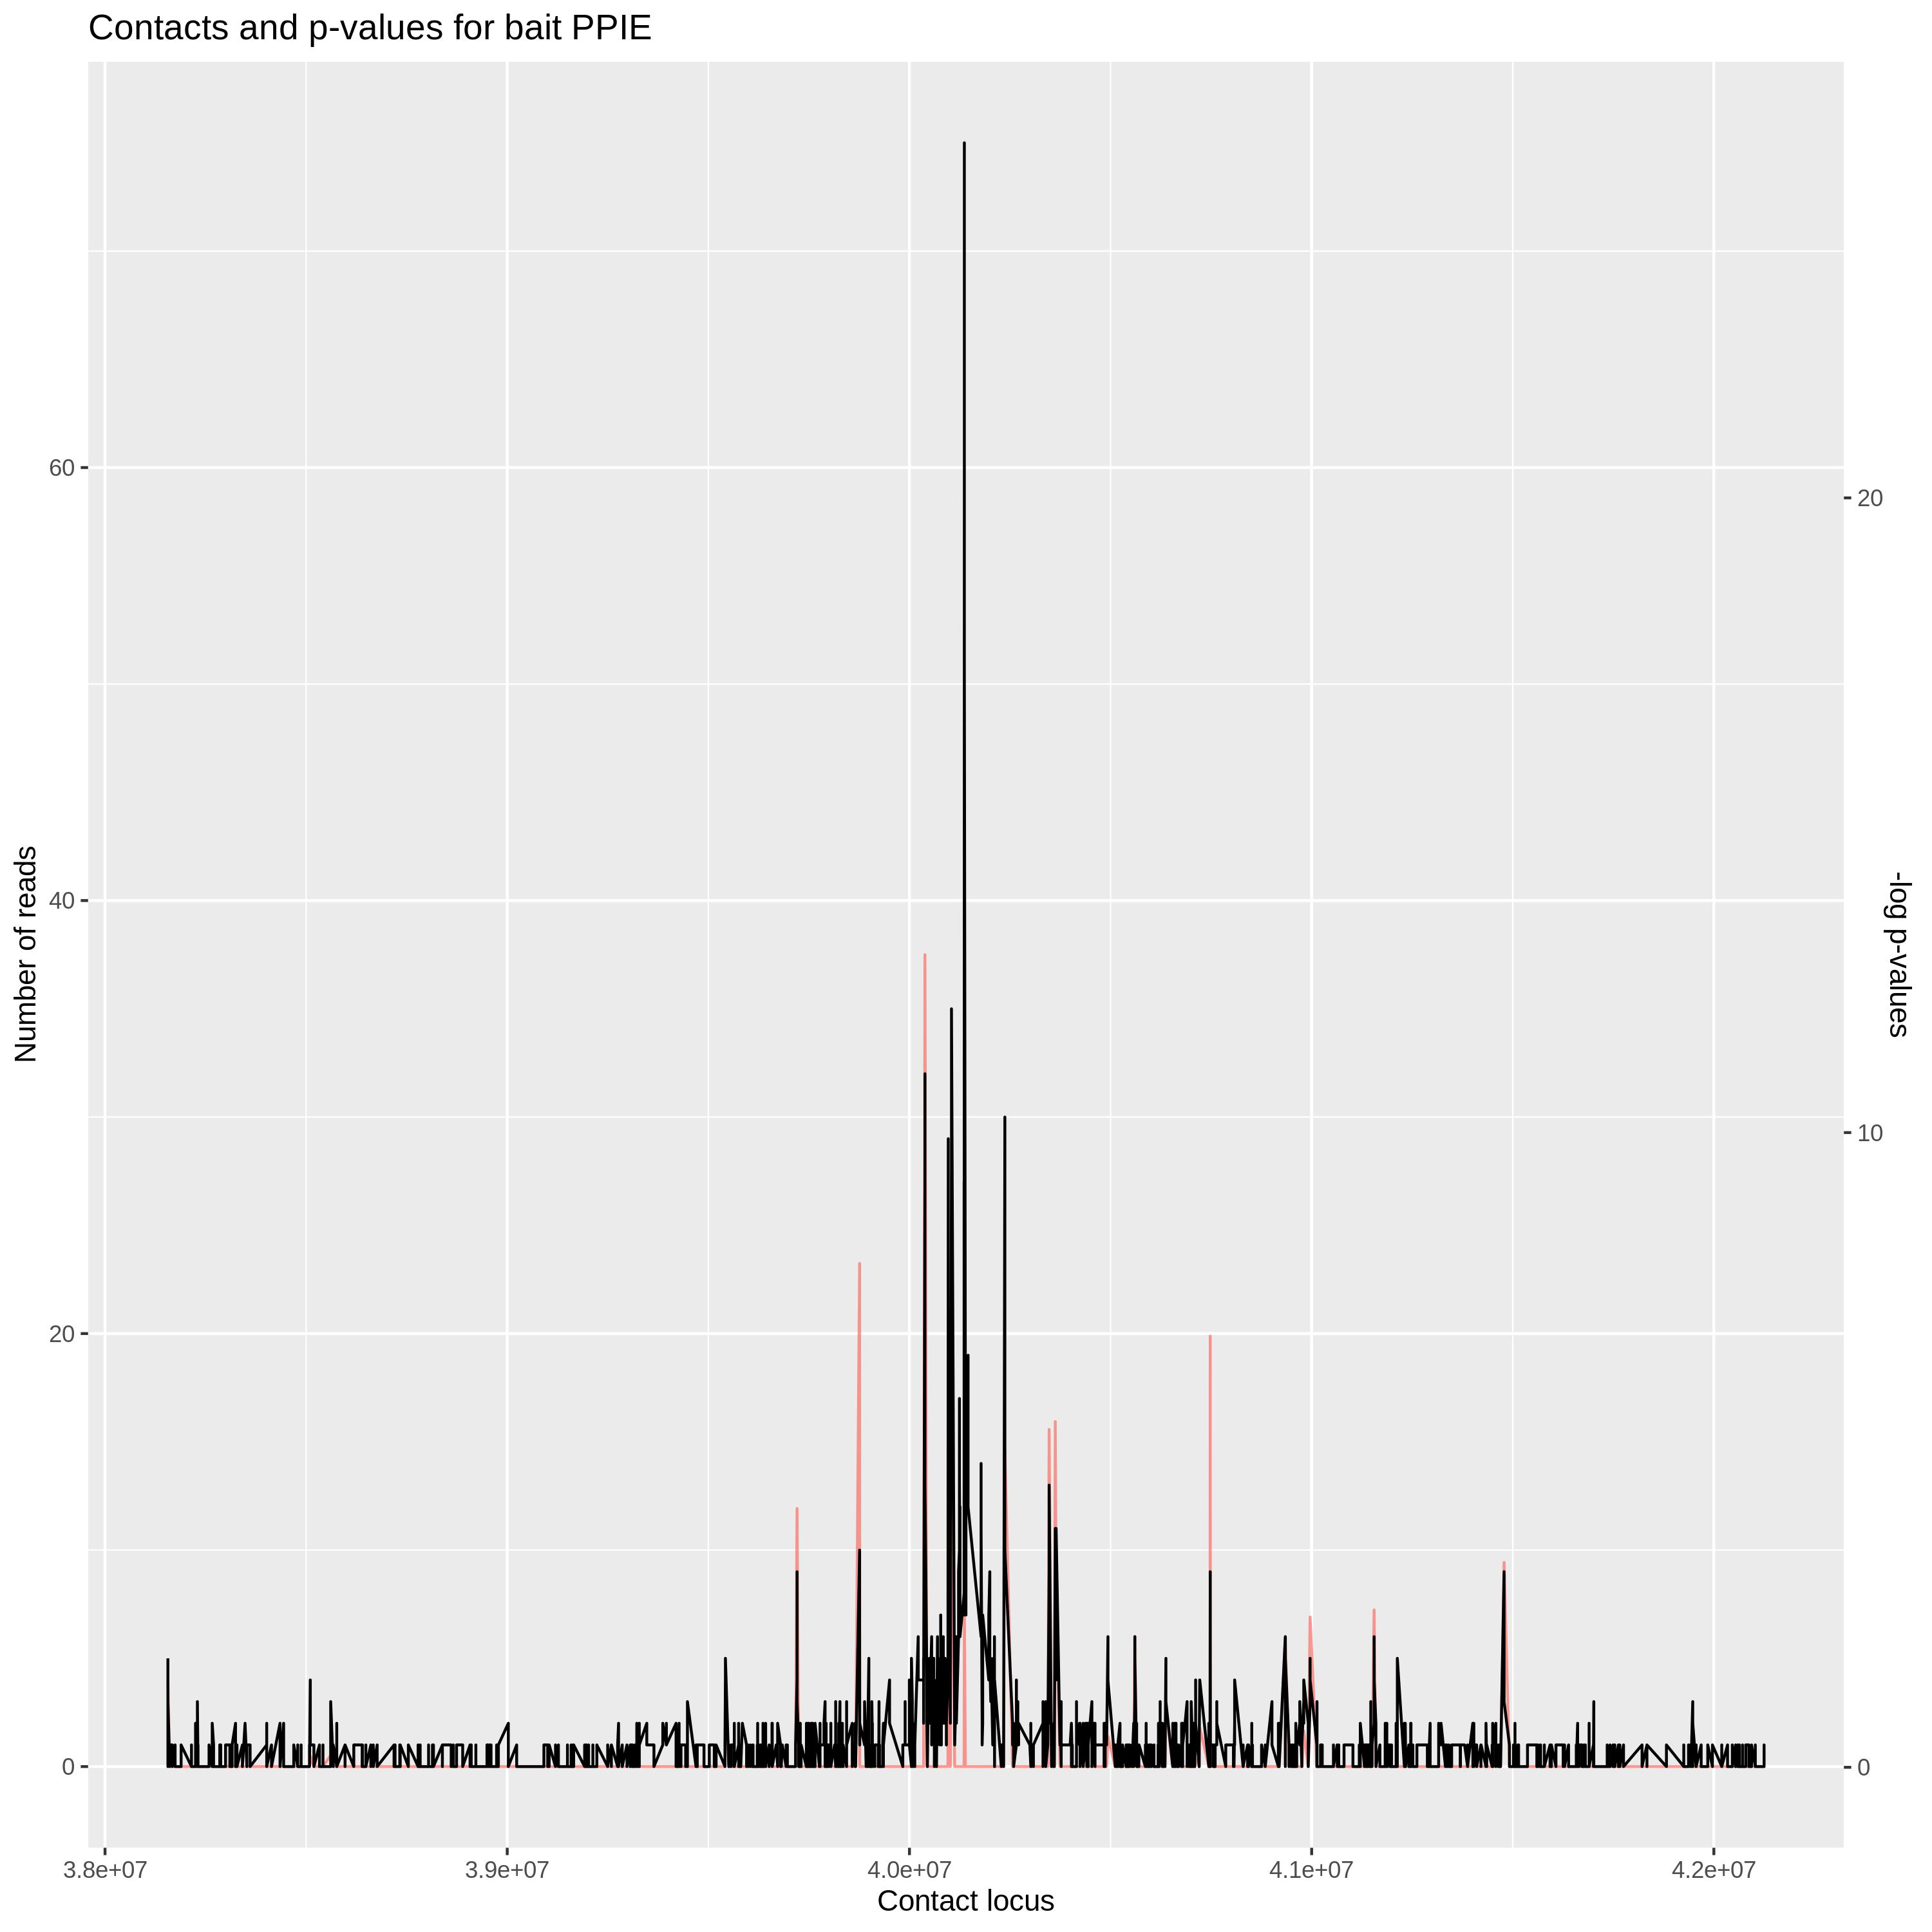 Contacts and p-values for bait PPIE
Number of reads
60
40
20
0
20
10
0
-log p-values
3.8e+07
3.9e+07
4.0e+07
4.1e+07
4.2e+07
Contact locus